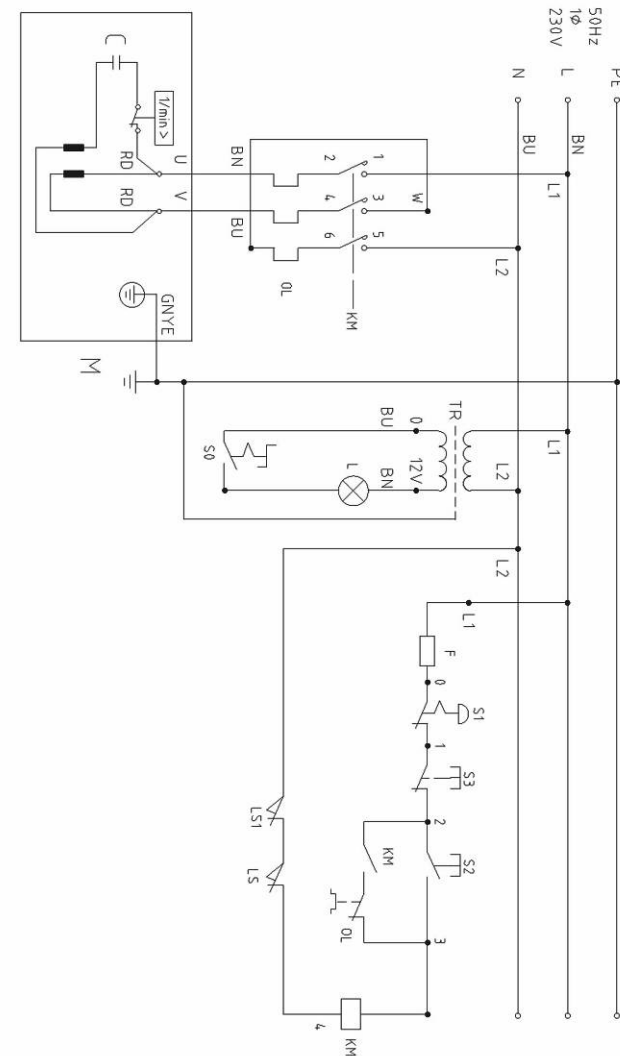 50Hz
1Ø
230V
PE
L
N
BN
BU
L1
L2
C
1/min >
RD
RD
U
V
BN
BU
2
1
4
3
6
5
W
OL
KM
GNYE
M
TR
L1
L2
BU
0
12V
BN
S0
L
L2
L1
F
0
S1
1
S3
2
S2
KM
OL
3
LS1
LS
4
KM